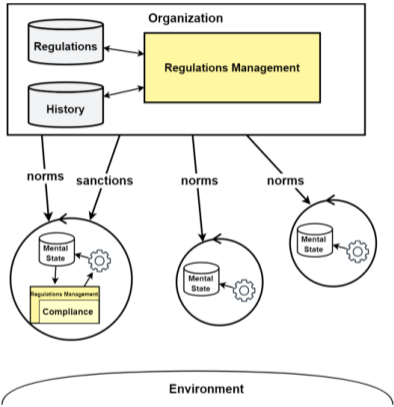 Organization
Regulations
Regulations Management
History
norms
sanctions
norms
norms
Mental
State
Regulations Management
Compliance
Mental
State
Mental
State
Environment